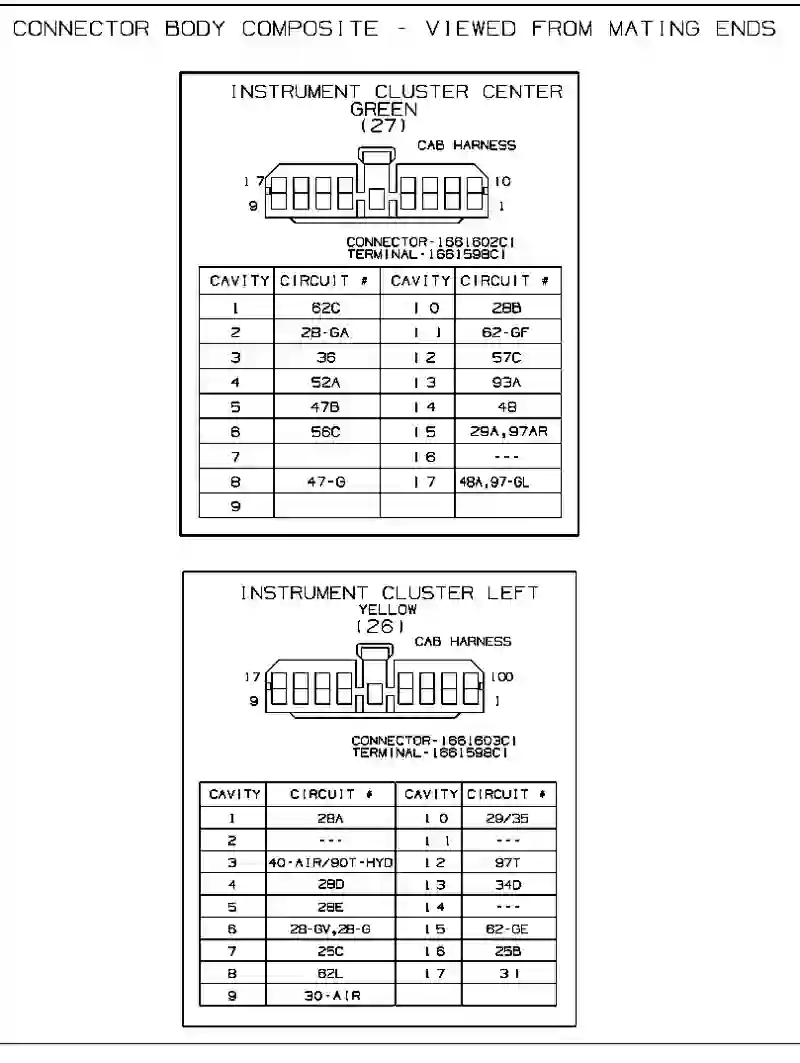 CONNECTOR BODY COMPOSITE - VIEWED FROM MATING ENDS
INSTRUMENT CLUSTER CENTER
GREEN
(27)
CAB HARNESS
17 10
9 1
CONNECTOR-1661602C1
TERMINAL-1661598C1
CAVITY CIRCUIT # CAVITY CIRCUIT #
1 62C 10 28B
2 28-GA 11 62-GF
3 36 12 57C
4 52A 13 93A
5 47B 14 48
6 56C 15 29A,97AR
7 16 ---
8 47-G 17 48A,97-GL
9
INSTRUMENT CLUSTER LEFT
YELLOW
(26)
CAB HARNESS
17 100
9 1
CONNECTOR-1661603C1
TERMINAL-1661598C1
CAVITY CIRCUIT # CAVITY CIRCUIT #
1 28A 10 29/35
2 --- 11 ---
3 40-AIR/90T-HYD 12 97T
4 28D 13 34D
5 28E 14 ---
6 28-GV,28-G 15 62-GE
7 25C 16 25B
8 62L 17 31
9 30-AIR